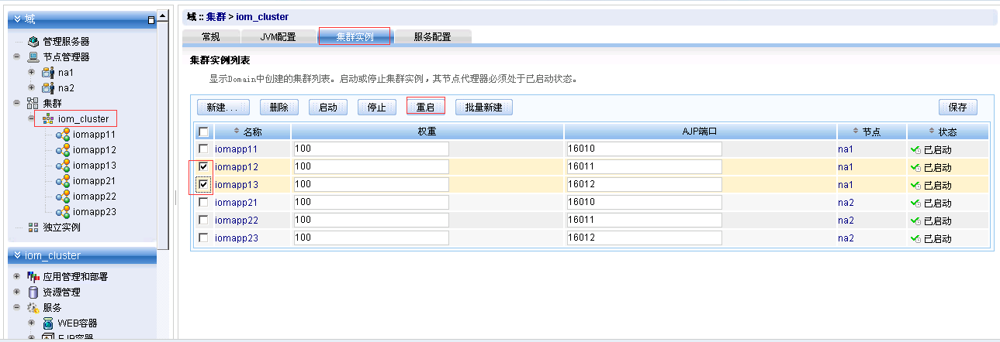 域
管理服务器
节点管理器
na1
na2
集群
iom_cluster
iomapp11
iomapp12
iomapp13
iomapp21
iomapp22
iomapp23
独立实例
iom_cluster
应用管理和部署
资源管理
服务
WEB容器
EJB容器
域 :: 集群 > iom_cluster
常规 JVM配置 集群实例 服务配置
集群实例列表
显示Domain中创建的集群列表。启动或停止集群实例，其节点代理器必须处于已启动状态。
新建... 删除 启动 停止 重启 批量新建 保存
名称 权重 AJP端口 节点 状态
iomapp11 100 16010 na1 已启动
iomapp12 100 16011 na1 已启动
iomapp13 100 16012 na1 已启动
iomapp21 100 16010 na2 已启动
iomapp22 100 16011 na2 已启动
iomapp23 100 16012 na2 已启动